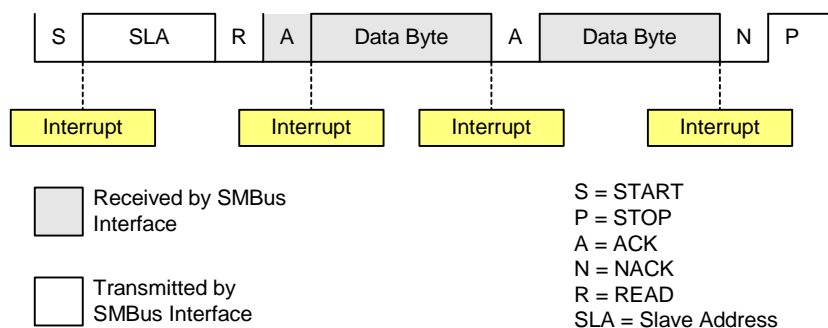 S SLA R A Data Byte A Data Byte N P
Interrupt Interrupt Interrupt Interrupt
Received by SMBus
Interface
Transmitted by
SMBus Interface
S = START
P = STOP
A = ACK
N = NACK
R = READ
SLA = Slave Address